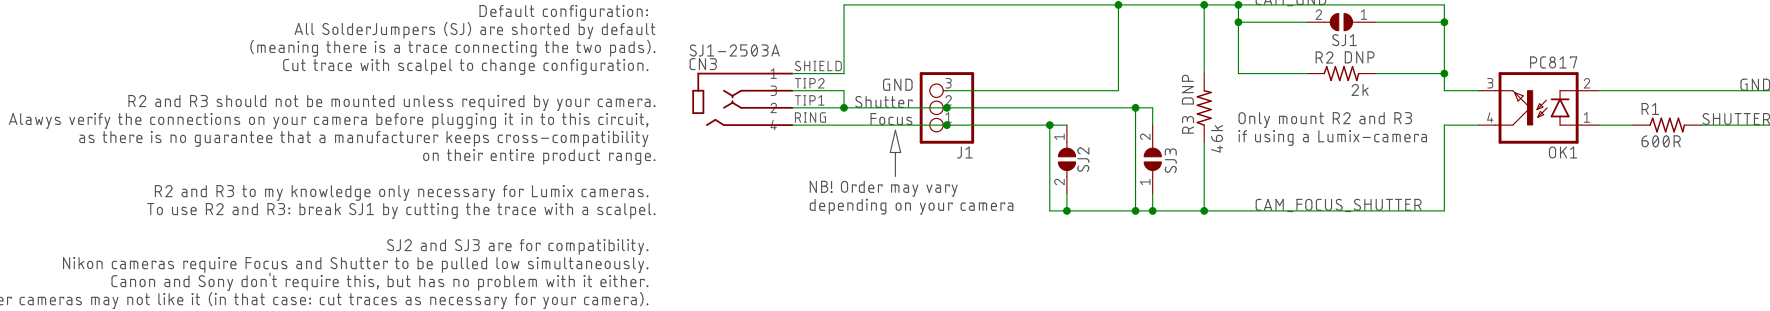 Default configuration:
All SolderJumpers (SJ) are shorted by default
(meaning there is a trace connecting the two pads).
Cut trace with scalpel to change configuration.
R2 and R3 should not be mounted unless required by your camera.
Alawys verify the connections on your camera before plugging it in to this circuit,
as there is no guarantee that a manufacturer keeps cross-compatibility
on their entire product range.
R2 and R3 to my knowledge only necessary for Lumix cameras.
To use R2 and R3: break SJ1 by cutting the trace with a scalpel.
SJ2 and SJ3 are for compatibility.
Nikon cameras require Focus and Shutter to be pulled low simultaneously.
Canon and Sony don't require this, but has no problem with it either.
cameras may not like it (in that case: cut traces as necessary for your camera).
SJ1-2503A
CN3
1
3
2
4
SHIELD
TIP2
TIP1
RING
GND
Shutter
Focus
3
2
1
J1
NB! Order may vary
depending on your camera
1
SJ2
2
2
SJ3
1
R3 DNP
46k
CAM_GND
2
1
SJ1
R2 DNP
2k
Only mount R2 and R3
if using a Lumix-camera
CAM_FOCUS_SHUTTER
PC817
3
4
2
1
OK1
GND
R1
600R
SHUTTER